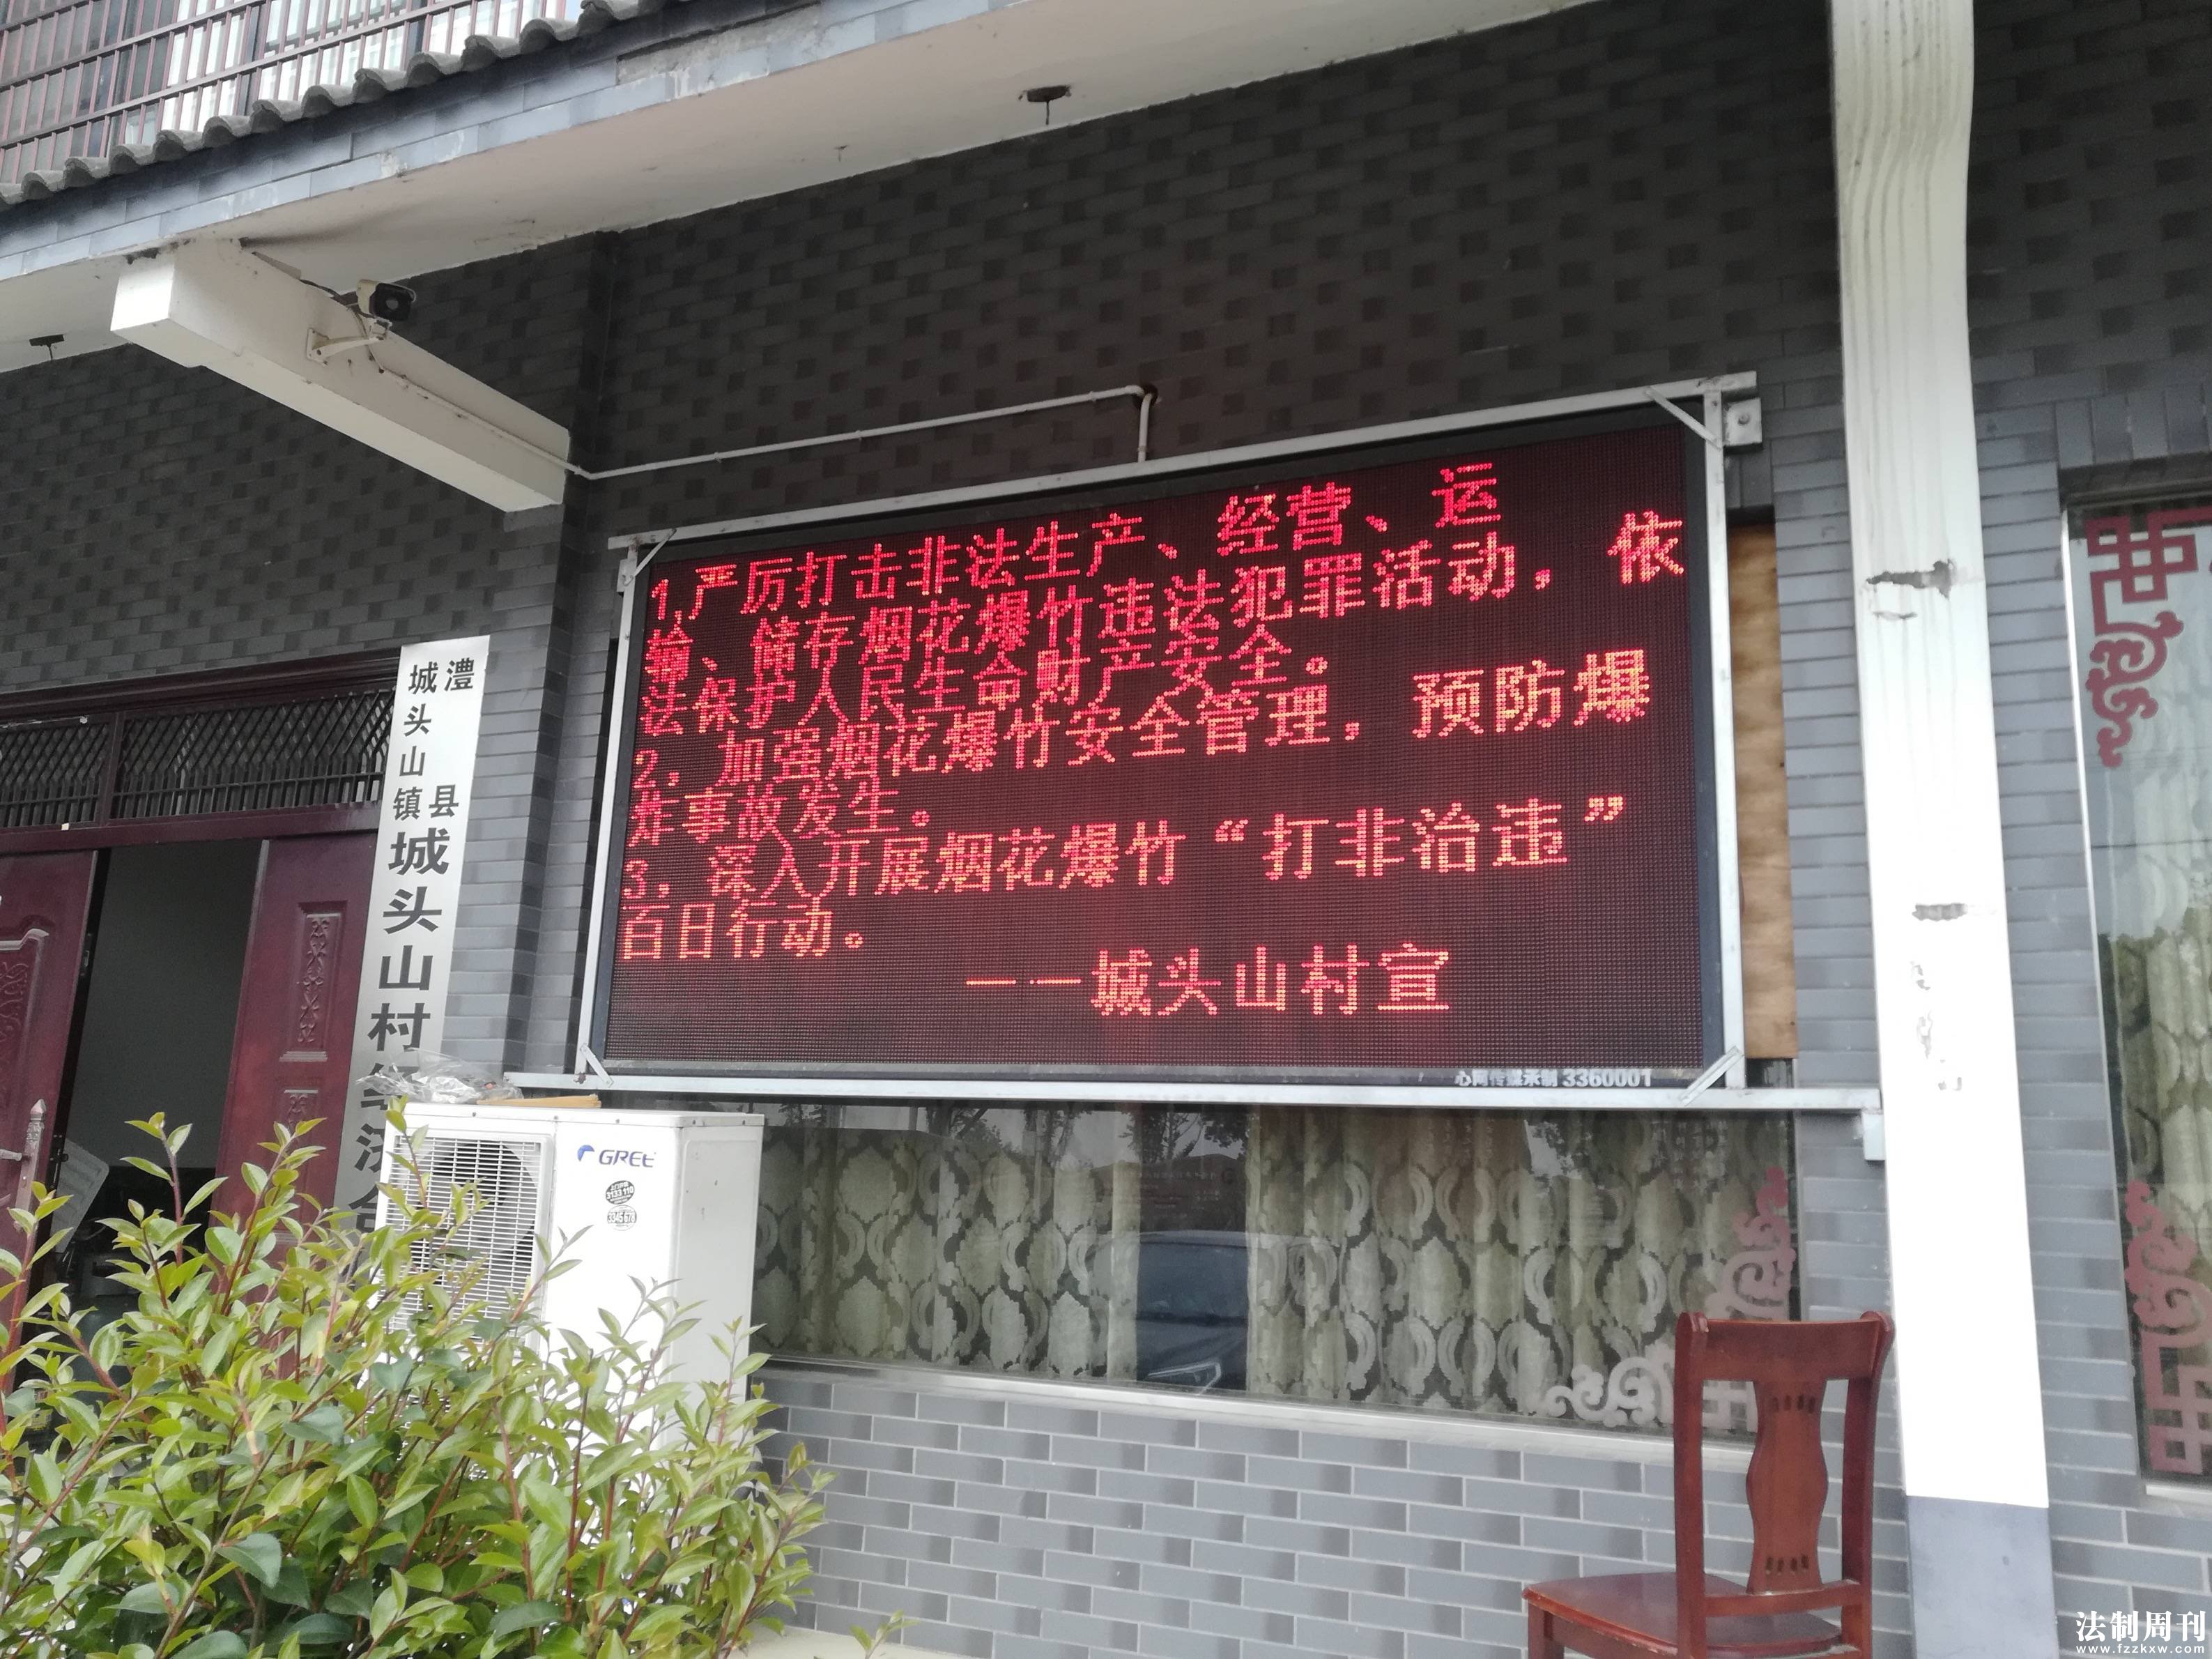 1,严厉打击非法生产、经营、运
输、储存烟花爆竹违法犯罪活动，依
法保护人民生命财产安全。
2，加强烟花爆竹安全管理，预防爆
炸事故发生。
3．深入开展烟花爆竹“打非治违”
百日行动。
——城头山村宣
心网传媒承制 3360001
澧县
城头山镇
城头山村
GREE
法制周刊
www.fzzkxw.com